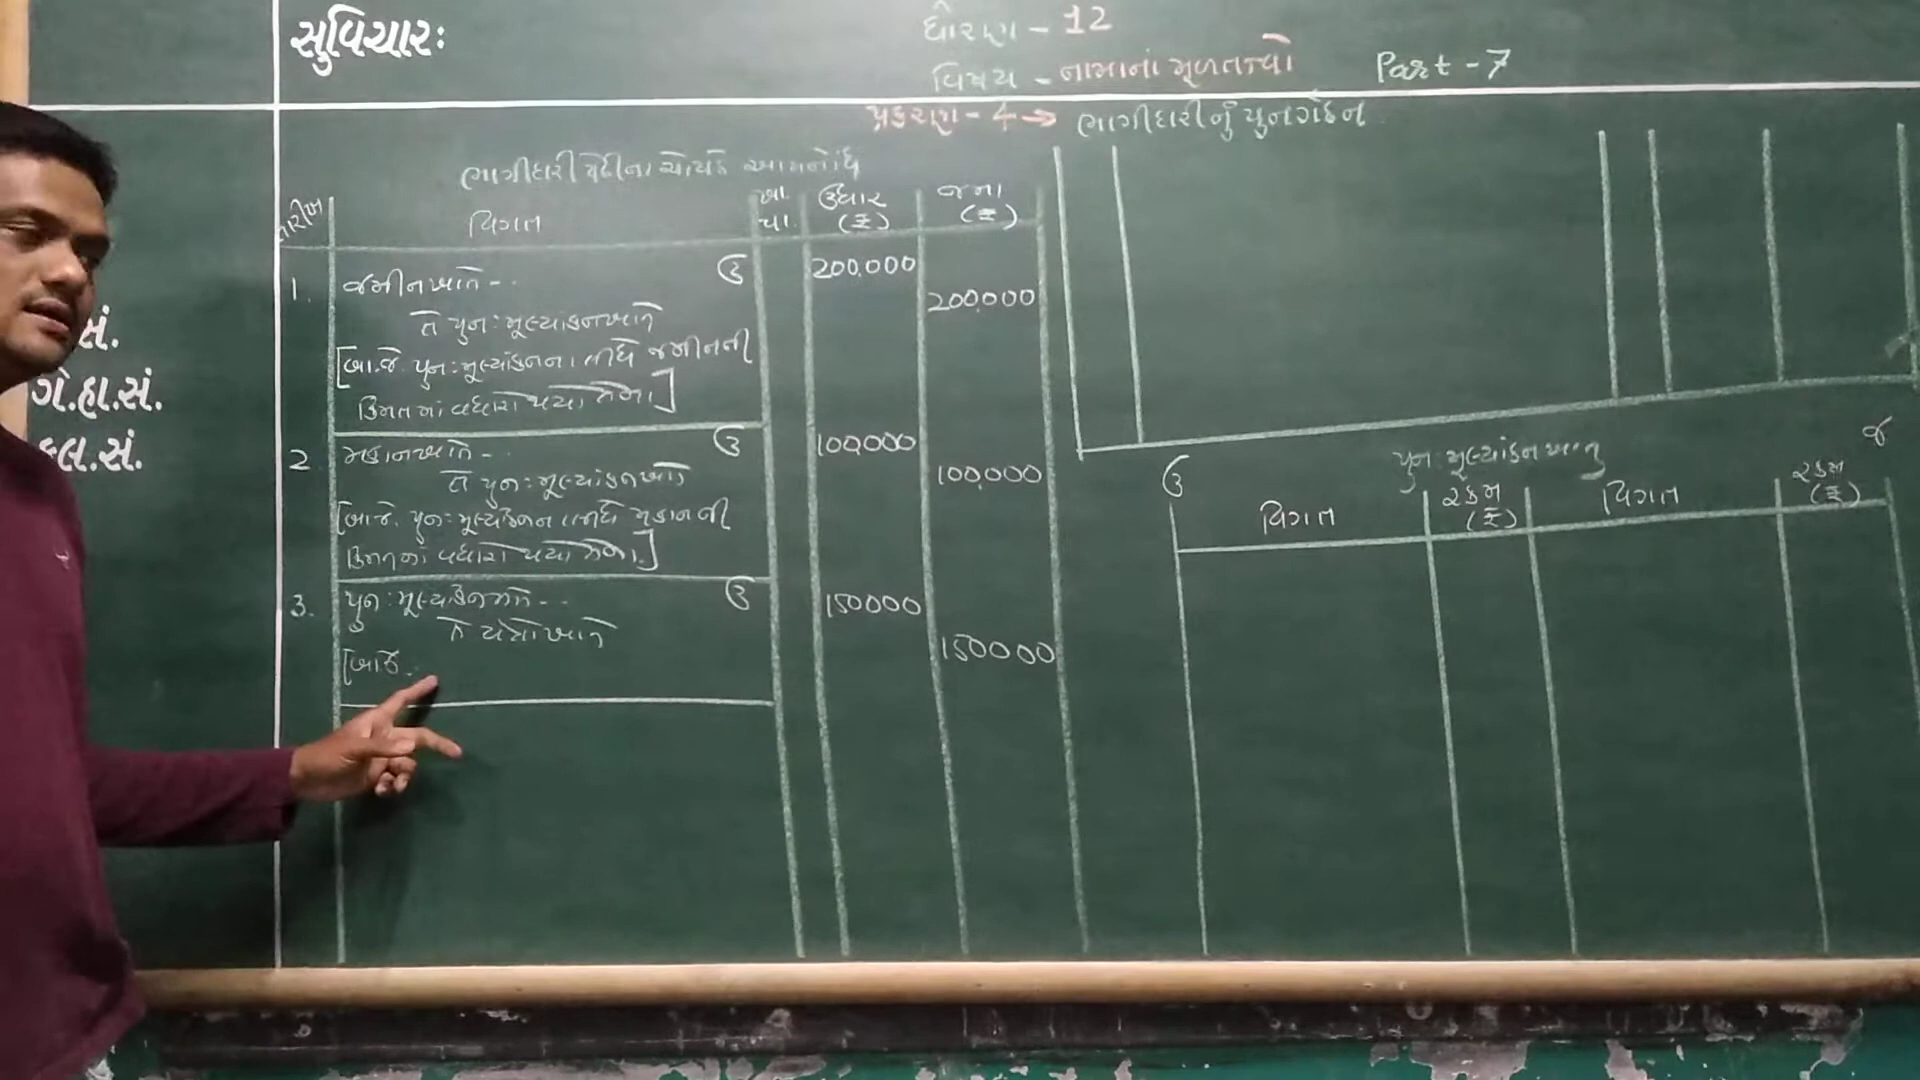 સુવિચારઃ
ધોરણ - 12
વિષય - નામાનાં મૂળતત્ત્વો
Part - 7
પ્રકરણ - 4 → ભાગીદારીનું પુનર્ગઠન
સં.
ગે.હા.સં.
કુલ.સં.
ભાગીદારી પેઢીના ચોપડે આમનોંધ
તારીખ વિગત ખા. પા. ઉધાર (₹) જમા (₹)
1. જમીનખાતે -.. ઉ 200,000
તે પુનઃમૂલ્યાંકનખાતે 200,000
[બા.જે. પુનઃમૂલ્યાંકનના લીધે જમીનની
કિંમતમાં વધારો થયો તેના]
2 મકાનખાતે -.. ઉ 100,000
તે પુનઃમૂલ્યાંકનખાતે 100,000
[બા.જે. પુનઃમૂલ્યાંકનના લીધે મકાનની
કિંમતમાં વધારો થયો તેના.]
3. પુનઃમૂલ્યાંકનખાતે -.. ઉ 150000
તે યંત્રોખાતે 150000
[બા.જે.
ઉ પુનઃમૂલ્યાંકન ખાતુ જ
વિગત રકમ (₹) વિગત રકમ (₹)